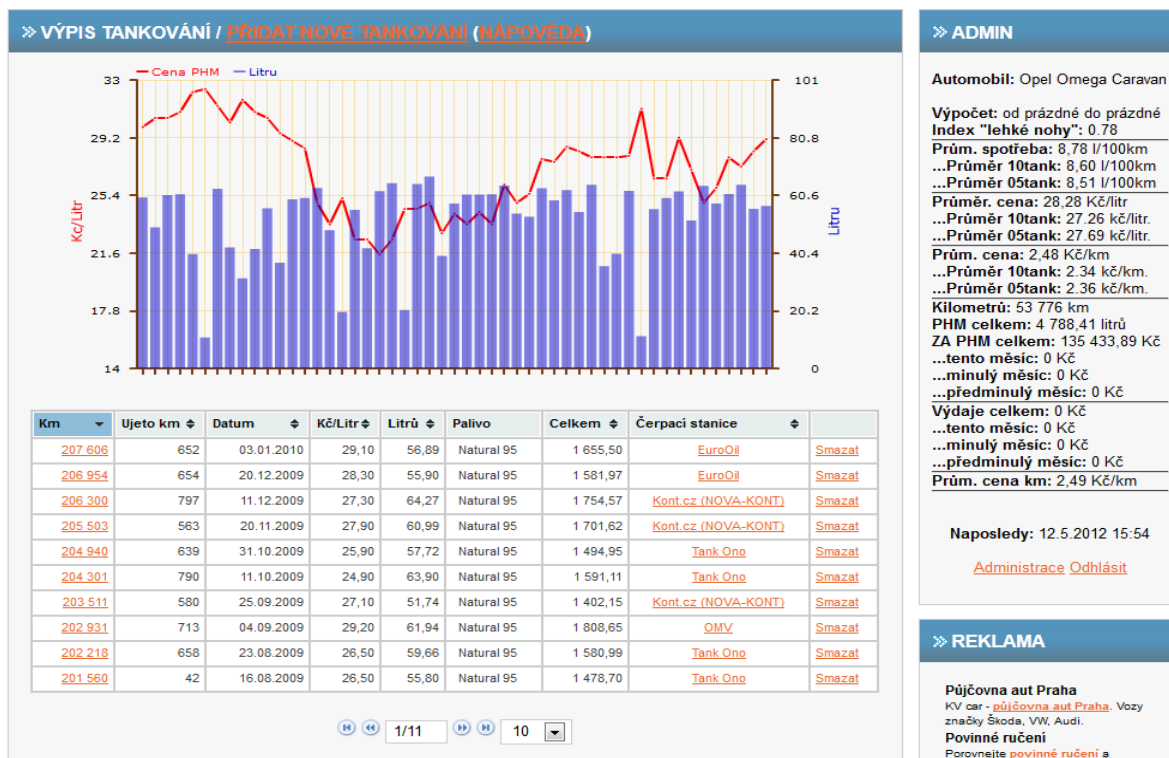 VÝPIS TANKOVÁNÍ / PŘIDAT NOVÉ TANKOVÁNÍ (NÁPOVĚDA)
Cena PHM Litru
33 101
29.2 80.8
25.4 60.6
21.6 40.4
17.8 20.2
14 0
Kc/Litr
Litru
Km Ujeto km Datum Kč/Litr Litrů Palivo Celkem Čerpací stanice
207 606 652 03.01.2010 29,10 56,89 Natural 95 1 655,50 EuroOil Smazat
206 954 654 20.12.2009 28,30 55,90 Natural 95 1 581,97 EuroOil Smazat
206 300 797 11.12.2009 27,30 64,27 Natural 95 1 754,57 Kont.cz (NOVA-KONT) Smazat
205 503 563 20.11.2009 27,90 60,99 Natural 95 1 701,62 Kont.cz (NOVA-KONT) Smazat
204 940 639 31.10.2009 25,90 57,72 Natural 95 1 494,95 Tank Ono Smazat
204 301 790 11.10.2009 24,90 63,90 Natural 95 1 591,11 Tank Ono Smazat
203 511 580 25.09.2009 27,10 51,74 Natural 95 1 402,15 Kont.cz (NOVA-KONT) Smazat
202 931 713 04.09.2009 29,20 61,94 Natural 95 1 808,65 OMV Smazat
202 218 658 23.08.2009 26,50 59,66 Natural 95 1 580,99 Tank Ono Smazat
201 560 42 16.08.2009 26,50 55,80 Natural 95 1 478,70 Tank Ono Smazat
1/11 10
ADMIN
Automobil: Opel Omega Caravan
Výpočet: od prázdné do prázdné
Index "lehké nohy": 0.78
Prům. spotřeba: 8,78 l/100km
...Průměr 10tank: 8,60 l/100km
...Průměr 05tank: 8,51 l/100km
Průměr. cena: 28,28 Kč/litr
...Průměr 10tank: 27.26 kč/litr.
...Průměr 05tank: 27.69 kč/litr.
Prům. cena: 2,48 Kč/km
...Průměr 10tank: 2.34 kč/km.
...Průměr 05tank: 2.36 kč/km.
Kilometrů: 53 776 km
PHM celkem: 4 788,41 litrů
ZA PHM celkem: 135 433,89 Kč
...tento měsíc: 0 Kč
...minulý měsíc: 0 Kč
...předminulý měsíc: 0 Kč
Výdaje celkem: 0 Kč
...tento měsíc: 0 Kč
...minulý měsíc: 0 Kč
...předminulý měsíc: 0 Kč
Prům. cena km: 2,49 Kč/km
Naposledy: 12.5.2012 15:54
Administrace Odhlásit
REKLAMA
Půjčovna aut Praha
KV car - půjčovna aut Praha. Vozy
značky Škoda, VW, Audi.
Povinné ručení
Porovnejte povinné ručení a